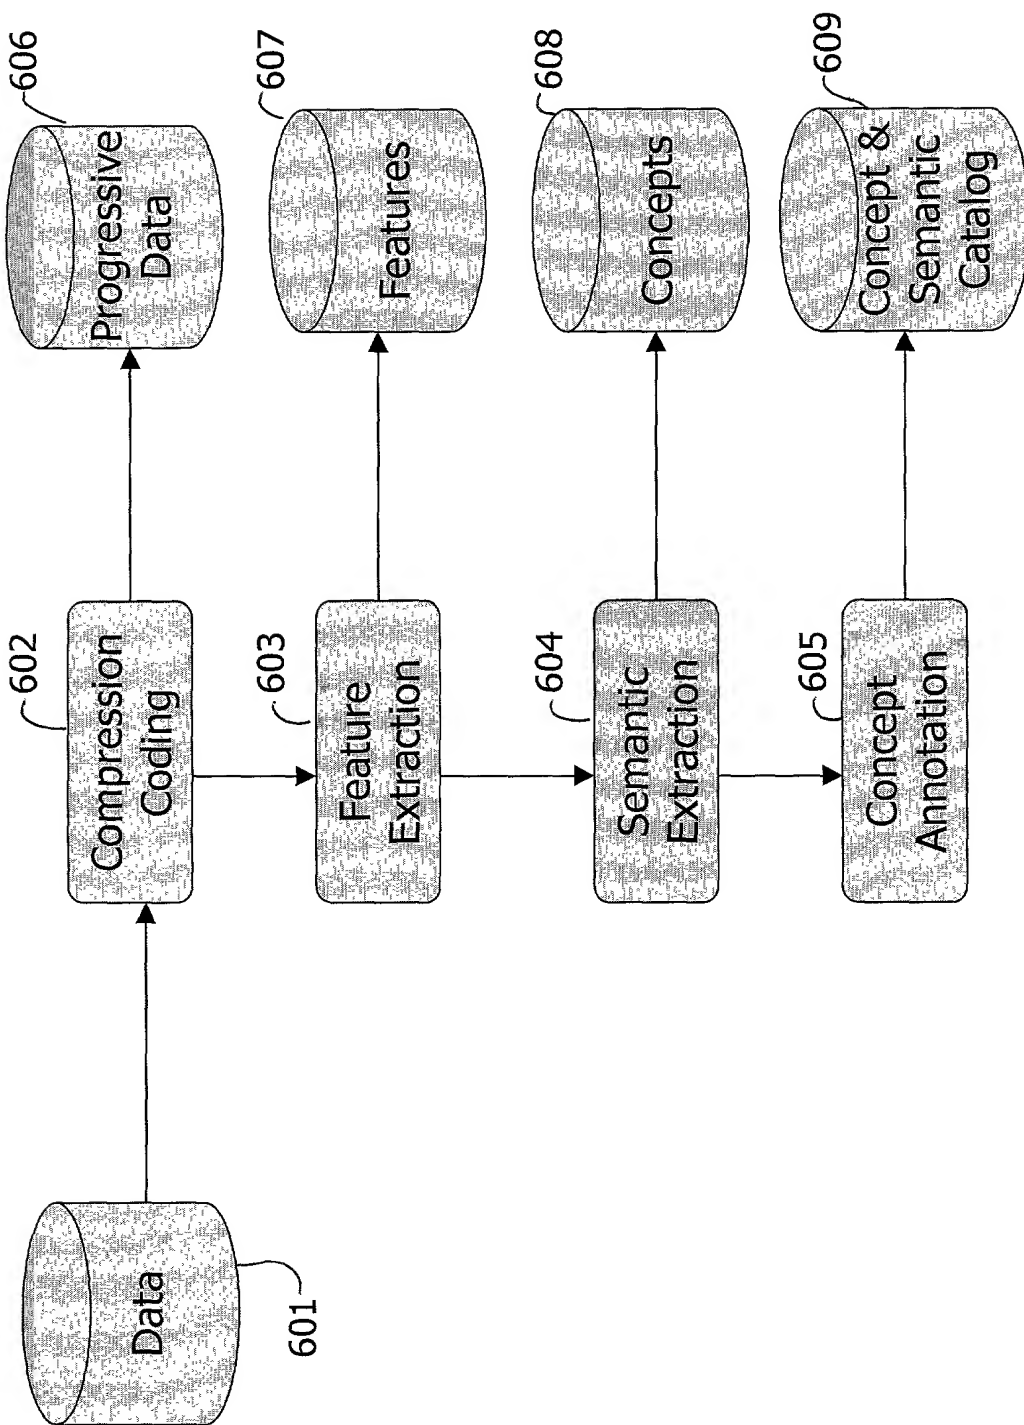 601
Data
602
Compression
Coding
603
Feature
Extraction
604
Semantic
Extraction
605
Concept
Annotation
606
Progressive
Data
607
Features
608
Concepts
609
Concept &
Semantic
Catalog